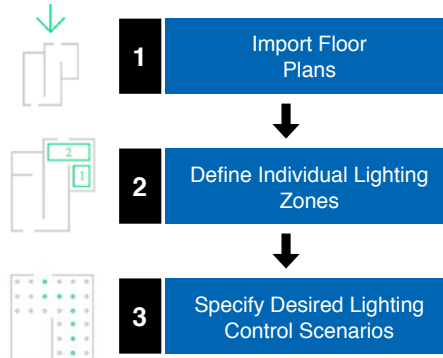 1
Import Floor
Plans
2
1
2
Define Individual Lighting
Zones
3
Specify Desired Lighting
Control Scenarios